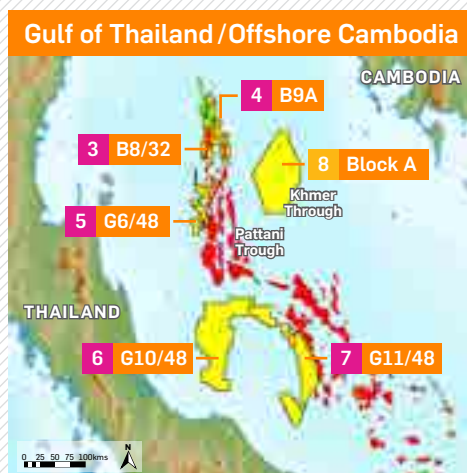 Gulf of Thailand/Offshore Cambodia
CAMBODIA
4 B9A
3 B8/32
8 Block A
Khmer
Through
5 G6/48
Pattani
Trough
THAILAND
6 G10/48
7 G11/48
N
0 25 50 75 100kms